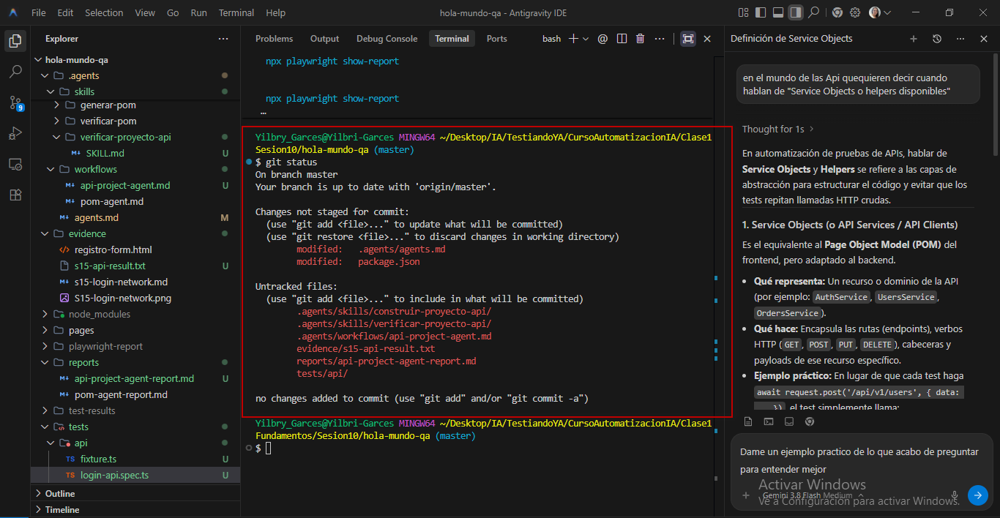 File Edit Selection View Go Run Terminal Help
hola-mundo-qa - Antigravity IDE
Explorer
hola-mundo-qa
.agents
skills
generar-pom
verificar-pom
verificar-proyecto-api
SKILL.md U
workflows
api-project-agent.md U
pom-agent.md
agents.md M
evidence
registro-form.html
s15-api-result.txt U
s15-login-network.md
S15-login-network.png
node_modules
pages
playwright-report
reports
api-project-agent-report.md U
pom-agent-report.md
test-results
tests
api
TS fixture.ts U
TS login-api.spec.ts U
Outline
Timeline
9
Problems Output Debug Console Terminal Ports
bash
npx playwright show-report
npx playwright show-report
…
Yilbry_Garces@Yilbri-Garces MINGW64 ~/Desktop/IA/TestiandoYA/CursoAutomatizacionIA/Clase1
Sesion10/hola-mundo-qa (master)
$ git status
On branch master
Your branch is up to date with 'origin/master'.
Changes not staged for commit:
(use "git add <file>..." to update what will be committed)
(use "git restore <file>..." to discard changes in working directory)
modified: .agents/agents.md
modified: package.json
Untracked files:
(use "git add <file>..." to include in what will be committed)
.agents/skills/construir-proyecto-api/
.agents/skills/verificar-proyecto-api/
.agents/workflows/api-project-agent.md
evidence/s15-api-result.txt
reports/api-project-agent-report.md
tests/api/
no changes added to commit (use "git add" and/or "git commit -a")
Yilbry_Garces@Yilbri-Garces MINGW64 ~/Desktop/IA/TestiandoYA/CursoAutomatizacionIA/Clase1
Fundamentos/Sesion10/hola-mundo-qa (master)
$
Definición de Service Objects
en el mundo de las Api quequieren decir cuando
hablan de "Service Objects o helpers disponibles"
Thought for 1s
En automatización de pruebas de APIs, hablar de
Service Objects y Helpers se refiere a las capas de
abstracción para estructurar el código y evitar que los
tests repitan llamadas HTTP crudas.
1. Service Objects (o API Services / API Clients)
Es el equivalente al Page Object Model (POM) del
frontend, pero adaptado al backend.
• Qué representa: Un recurso o dominio de la API
(por ejemplo: AuthService, UsersService,
OrdersService).
• Qué hace: Encapsula las rutas (endpoints), verbos
HTTP (GET, POST, PUT, DELETE), cabeceras y
payloads de ese recurso específico.
• Ejemplo práctico: En lugar de que cada test haga
await request.post('/api/v1/users', { data:
... }), el test simplemente llama:
Dame un ejemplo practico de lo que acabo de preguntar
para entender mejor
Activar Windows
Gemini 3.8 Flash Medium
Ve a Configuración para activar Windows.